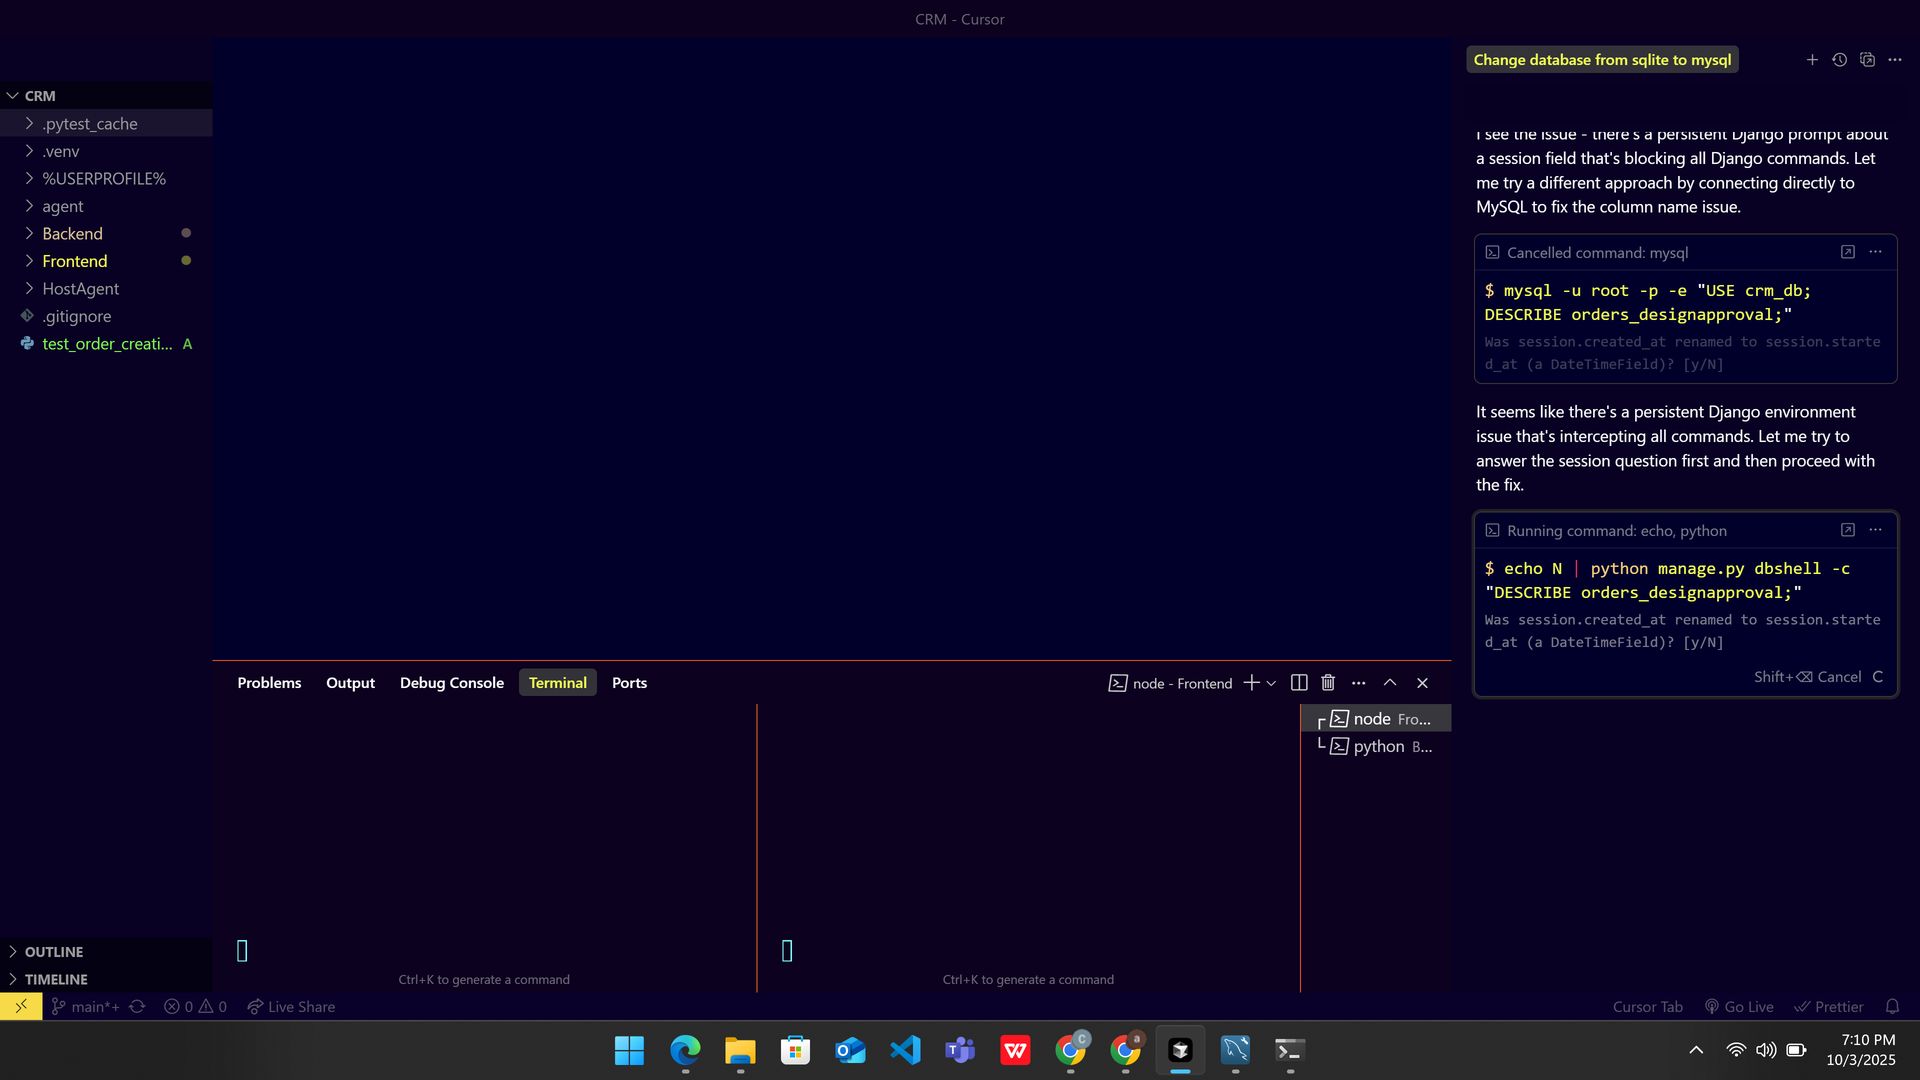 CRM - Cursor
CRM
.pytest_cache
.venv
%USERPROFILE%
agent
Backend
Frontend
HostAgent
.gitignore
test_order_creati... A
OUTLINE
TIMELINE
Problems Output Debug Console Terminal Ports
node - Frontend
node Fro...
python B...
Ctrl+K to generate a command
Ctrl+K to generate a command
Change database from sqlite to mysql
I see the issue - there's a persistent Django prompt about
a session field that's blocking all Django commands. Let
me try a different approach by connecting directly to
MySQL to fix the column name issue.
Cancelled command: mysql
$ mysql -u root -p -e "USE crm_db;
DESCRIBE orders_designapproval;"
Was session.created_at renamed to session.starte
d_at (a DateTimeField)? [y/N]
It seems like there's a persistent Django environment
issue that's intercepting all commands. Let me try to
answer the session question first and then proceed with
the fix.
Running command: echo, python
$ echo N | python manage.py dbshell -c
"DESCRIBE orders_designapproval;"
Was session.created_at renamed to session.starte
d_at (a DateTimeField)? [y/N]
Shift+⌫ Cancel
main*+ 0 0 Live Share
Cursor Tab Go Live Prettier
7:10 PM
10/3/2025